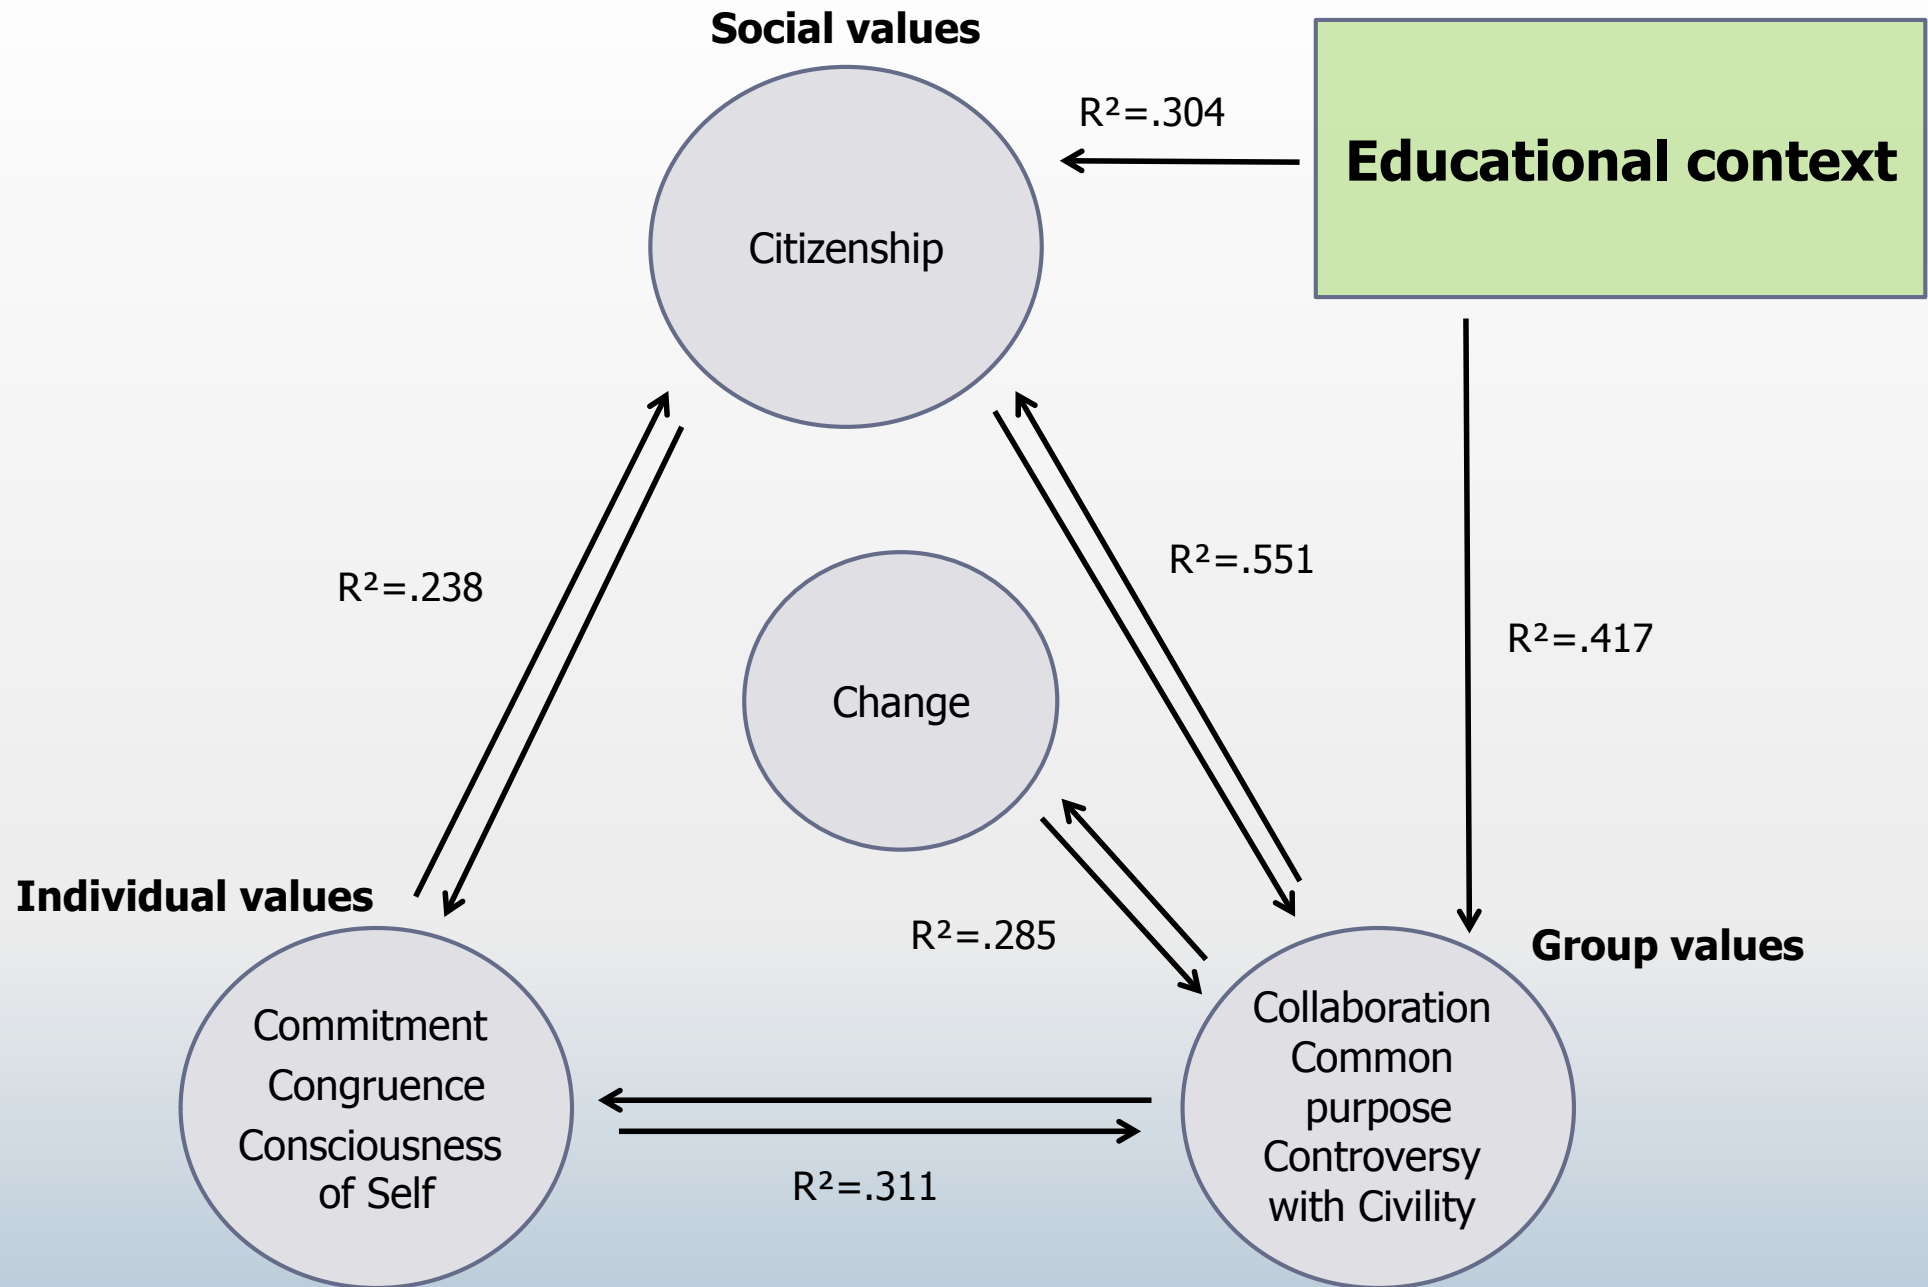 Social values
R²=.304
Educational context
Citizenship
R²=.238
R²=.551
R²=.417
Change
Individual values
R²=.285
Group values
Commitment
Congruence
Consciousness
of Self
Collaboration
Common
purpose
Controversy
with Civility
R²=.311